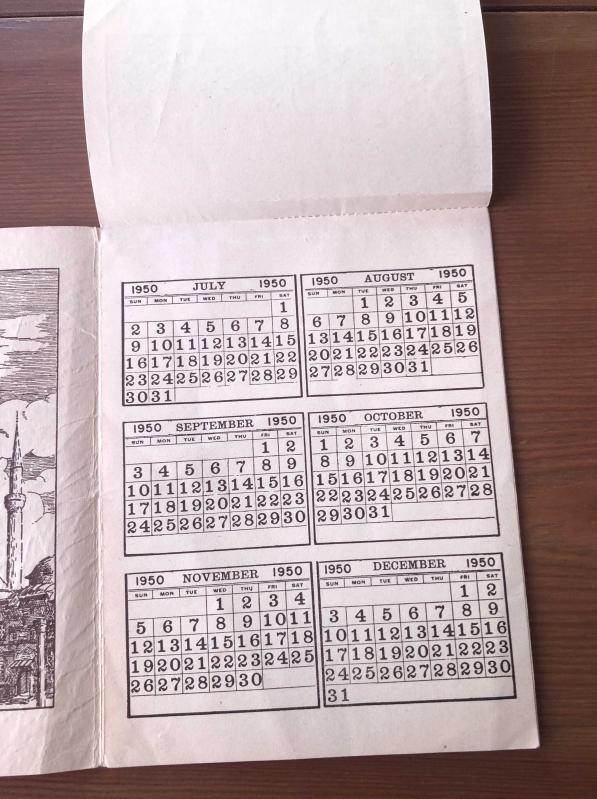 1950 JULY 1950
SUN MON TUE WED THU FRI SAT
1
2 3 4 5 6 7 8
9 10 11 12 13 14 15
16 17 18 19 20 21 22
23 24 25 26 27 28 29
30 31
1950 AUGUST 1950
SUN MON TUE WED THU FRI SAT
1 2 3 4 5
6 7 8 9 10 11 12
13 14 15 16 17 18 19
20 21 22 23 24 25 26
27 28 29 30 31
1950 SEPTEMBER 1950
SUN MON TUE WED THU FRI SAT
1 2
3 4 5 6 7 8 9
10 11 12 13 14 15 16
17 18 19 20 21 22 23
24 25 26 27 28 29 30
1950 OCTOBER 1950
SUN MON TUE WED THU FRI SAT
1 2 3 4 5 6 7
8 9 10 11 12 13 14
15 16 17 18 19 20 21
22 23 24 25 26 27 28
29 30 31
1950 NOVEMBER 1950
SUN MON TUE WED THU FRI SAT
1 2 3 4
5 6 7 8 9 10 11
12 13 14 15 16 17 18
19 20 21 22 23 24 25
26 27 28 29 30
1950 DECEMBER 1950
SUN MON TUE WED THU FRI SAT
1 2
3 4 5 6 7 8 9
10 11 12 13 14 15 16
17 18 19 20 21 22 23
24 25 26 27 28 29 30
31